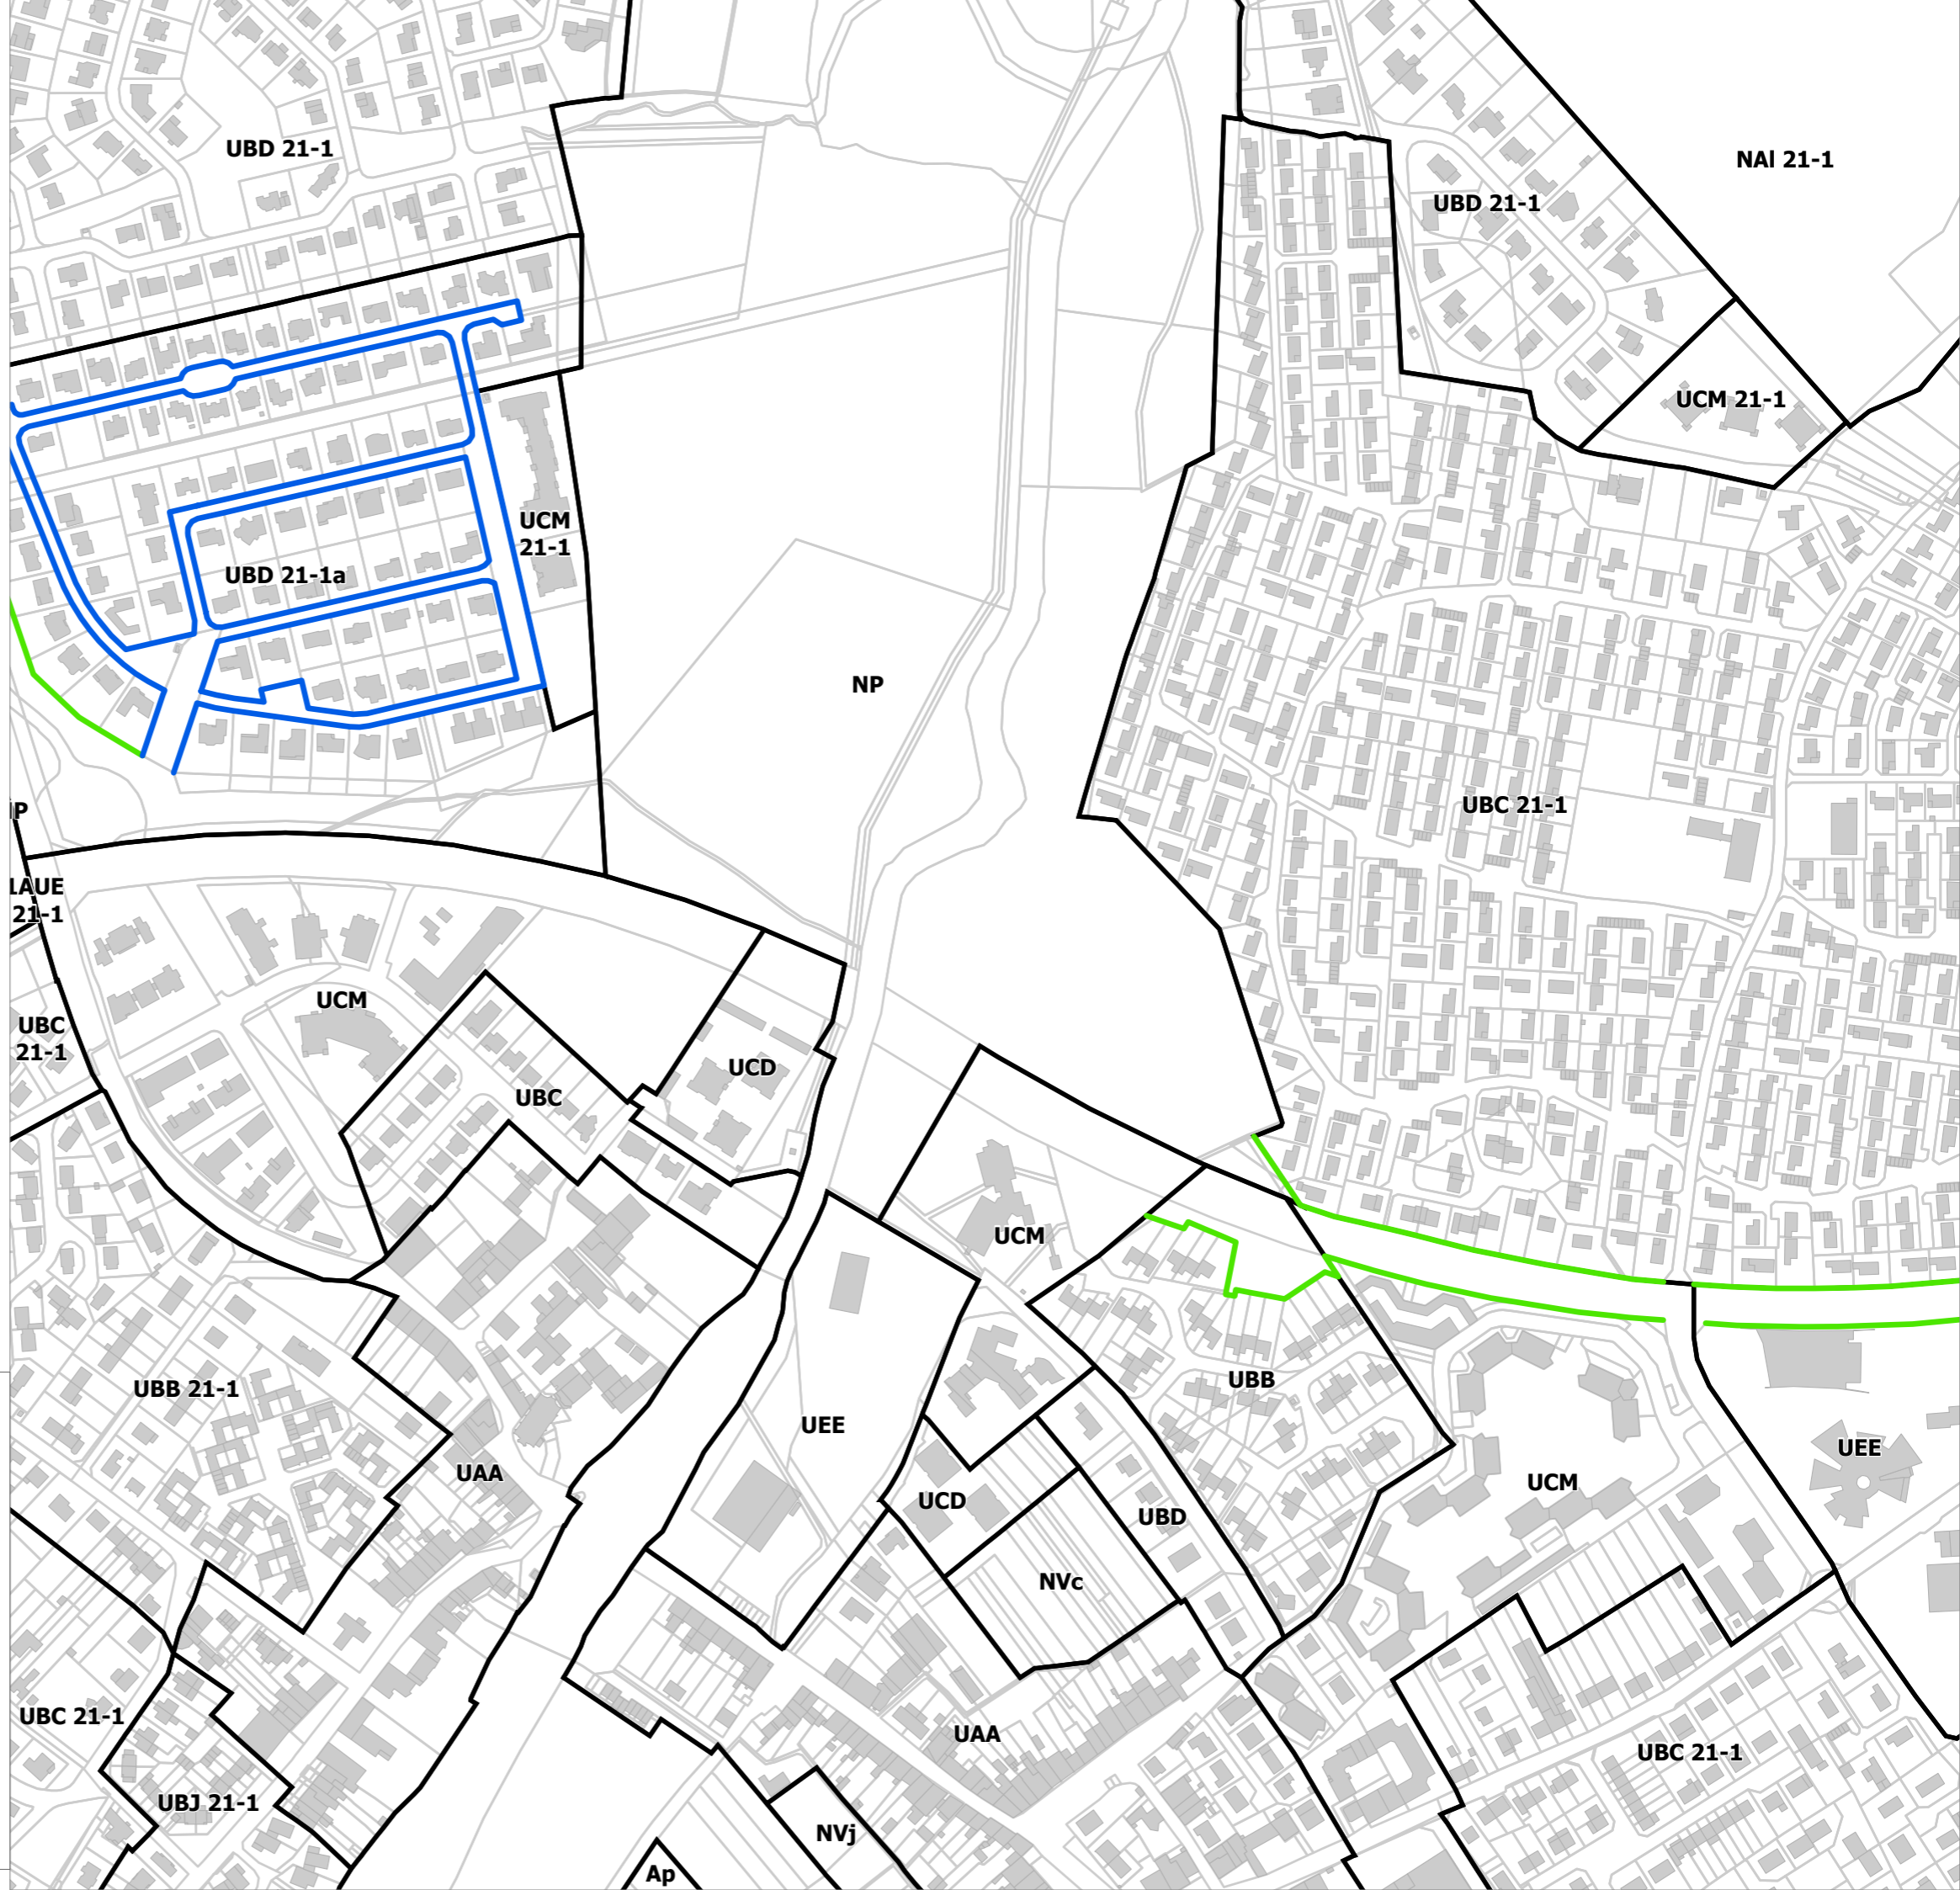 UBD 21-1
NAl 21-1
UBD 21-1
UCM 21-1
UCM
21-1
UBD 21-1a
NP
UBC 21-1
LAUE
21-1
UCM
UBC
21-1
UCD
UBC
UCM
UBB
UBB 21-1
UEE
UEE
UAA
UCM
UCD
UBD
NVc
UBC 21-1
UAA
UBC 21-1
UBJ 21-1
NVj
Ap